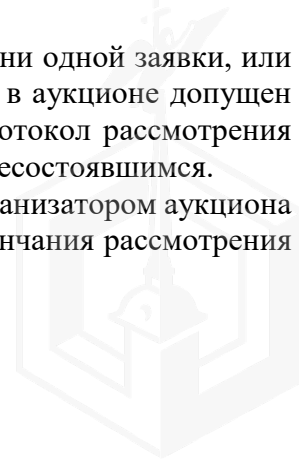 ни одной заявки, или
в аукционе допущен
отокол рассмотрения
есостоявшимся.
анизатором аукциона
нчания рассмотрения